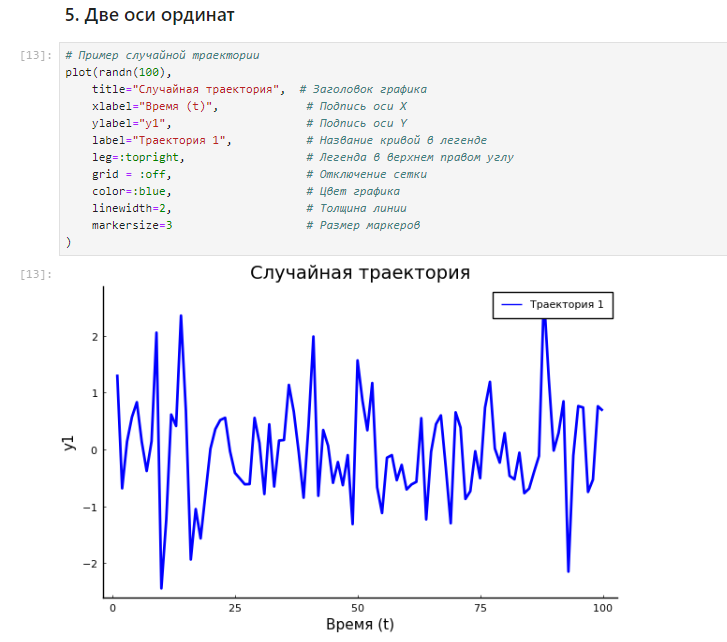 5. Две оси ординат
[13]: # Пример случайной траектории
plot(randn(100),
title="Случайная траектория", # Заголовок графика
xlabel="Время (t)", # Подпись оси X
ylabel="y1", # Подпись оси Y
label="Траектория 1", # Название кривой в легенде
leg=:topright, # Легенда в верхнем правом углу
grid = :off, # Отключение сетки
color=:blue, # Цвет графика
linewidth=2, # Толщина линии
markersize=3 # Размер маркеров
)
[13]:
Случайная траектория
Траектория 1
2
1
0
−1
−2
y1
0 25 50 75 100
Время (t)